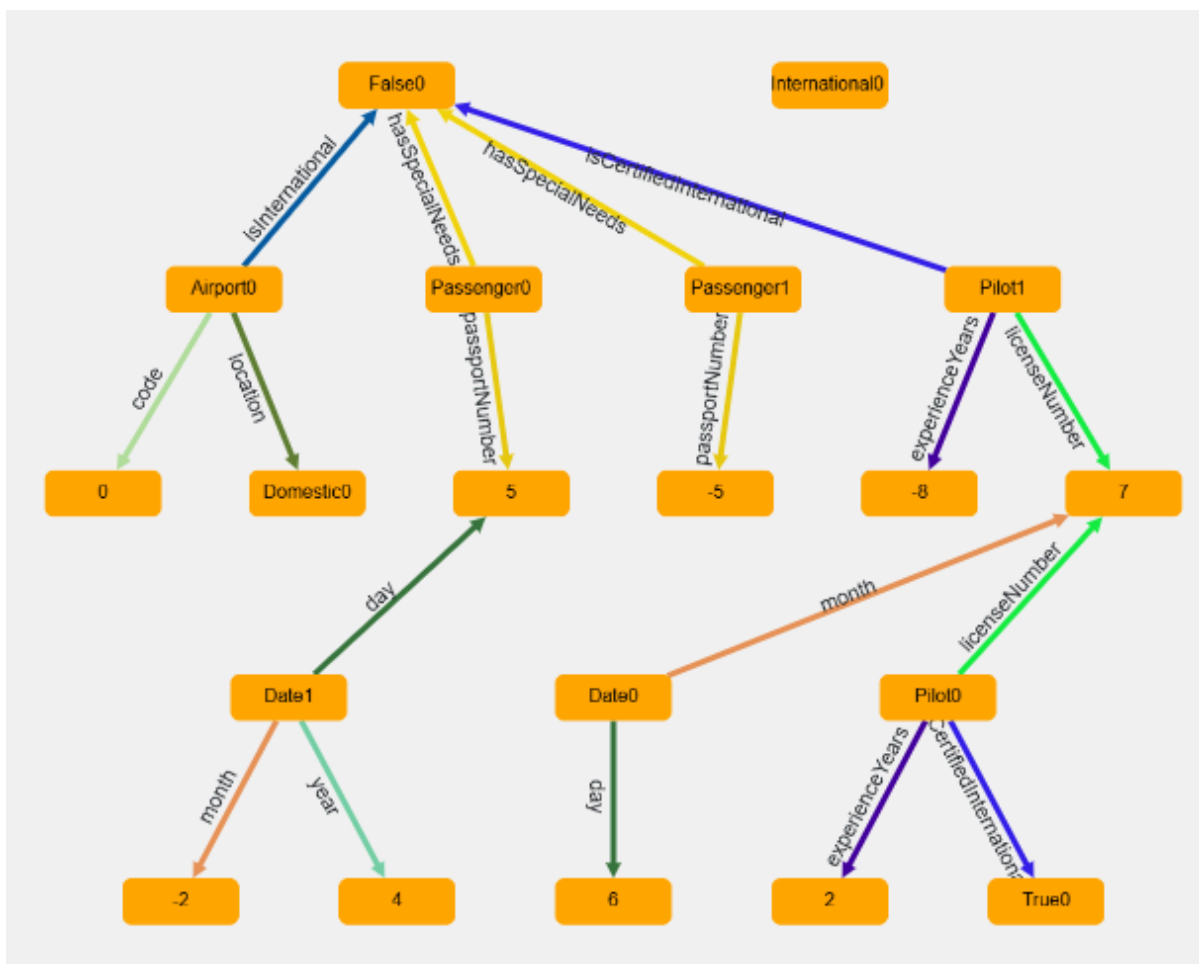 False0
International0
isInternational
hasSpecialNeeds
hasSpecialNeeds
isCertifiedInternational
Airport0
Passenger0
Passenger1
Pilot1
code
location
passportNumber
passportNumber
experienceYears
licenseNumber
0
Domestic0
5
-5
-8
7
day
month
licenseNumber
Date1
Date0
Pilot0
month
year
day
experienceYears
CertifiedInternational
-2
4
6
2
True0